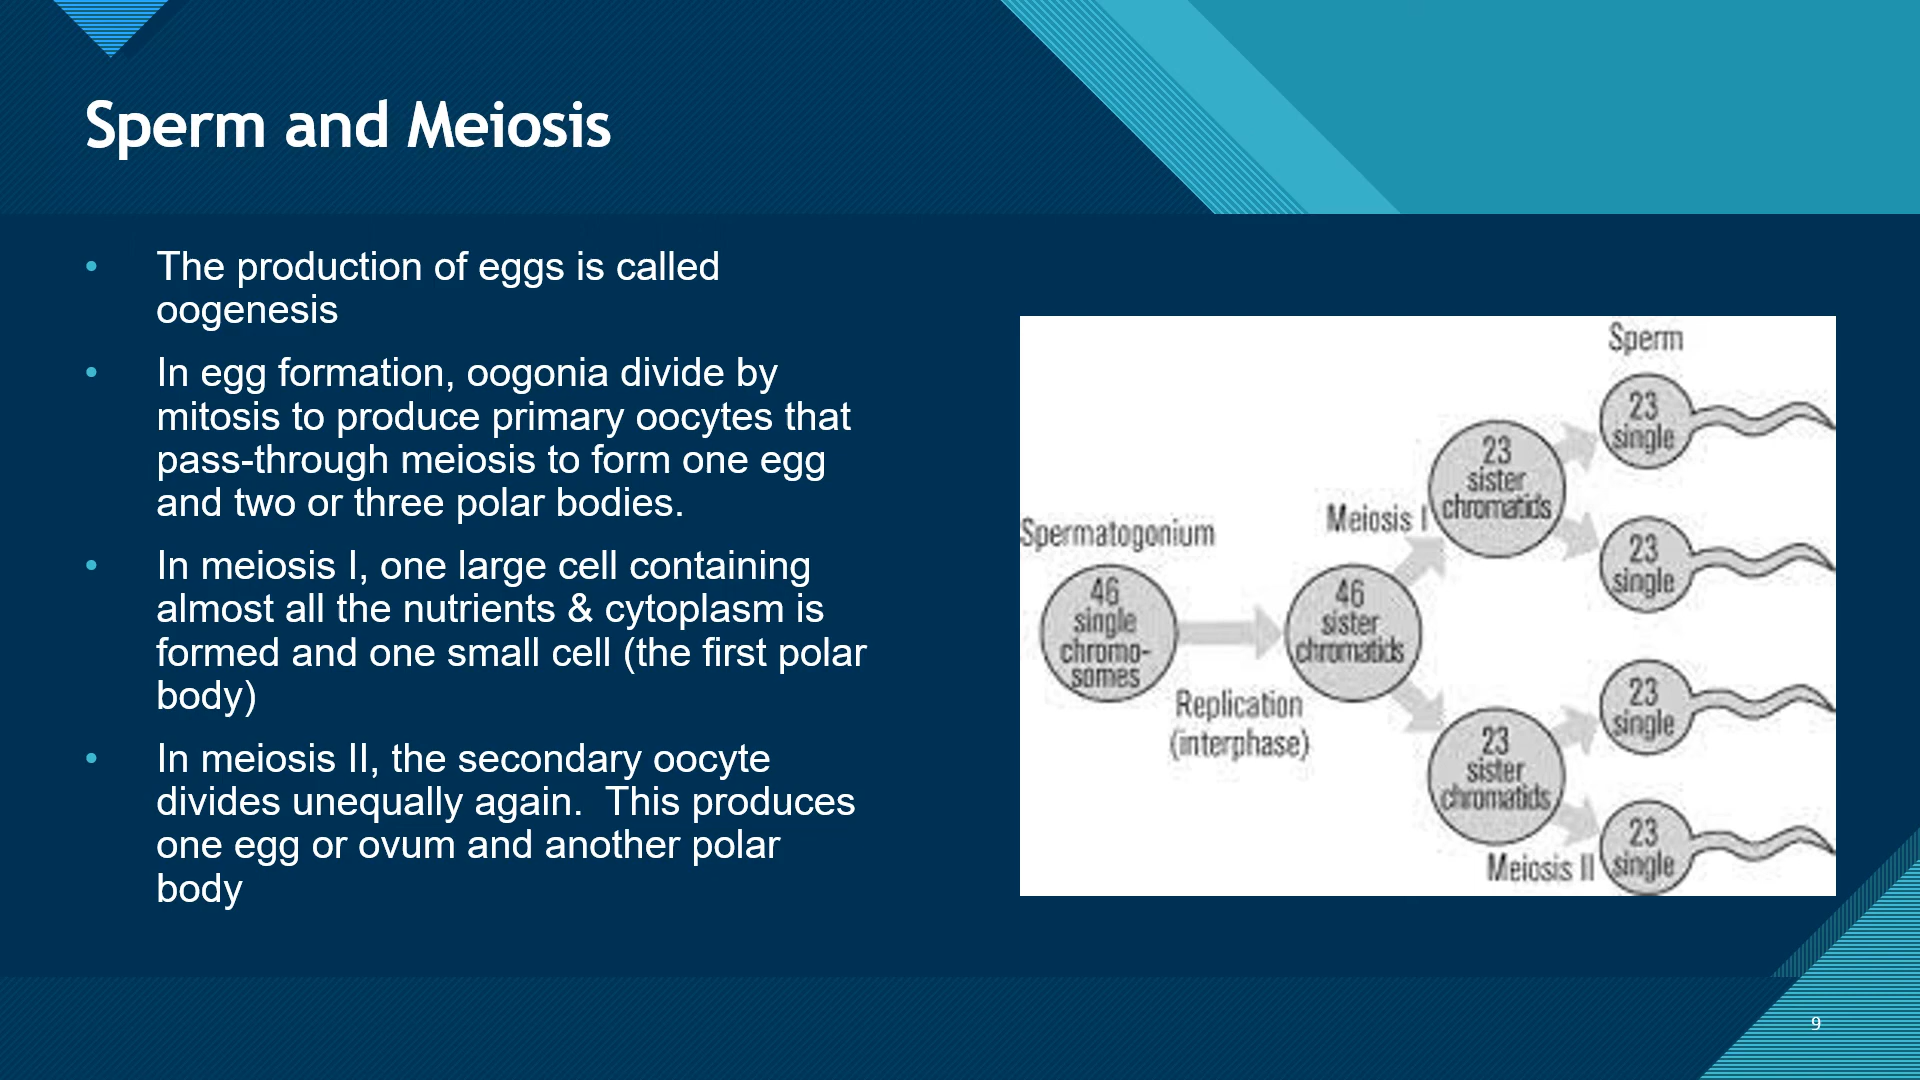 Sperm and Meiosis
• The production of eggs is called
oogenesis
• In egg formation, oogonia divide by
mitosis to produce primary oocytes that
pass-through meiosis to form one egg
and two or three polar bodies.
• In meiosis I, one large cell containing
almost all the nutrients & cytoplasm is
formed and one small cell (the first polar
body)
• In meiosis II, the secondary oocyte
divides unequally again.  This produces
one egg or ovum and another polar
body
Spermatogonium
46
single
chromo-
somes
Replication
(interphase)
46
sister
chromatids
Meiosis I
23
sister
chromatids
23
sister
chromatids
Meiosis II
Sperm
23
single
23
single
23
single
23
single
9